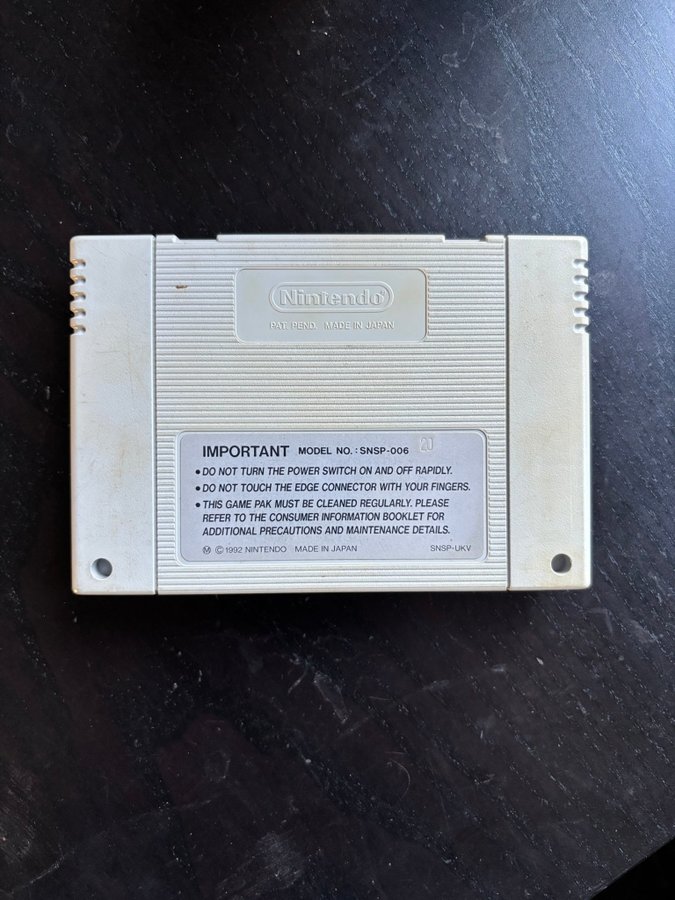 Nintendo®
PAT. PEND. MADE IN JAPAN
IMPORTANT MODEL NO. : SNSP-006 20
• DO NOT TURN THE POWER SWITCH ON AND OFF RAPIDLY.
• DO NOT TOUCH THE EDGE CONNECTOR WITH YOUR FINGERS.
• THIS GAME PAK MUST BE CLEANED REGULARLY. PLEASE
REFER TO THE CONSUMER INFORMATION BOOKLET FOR
ADDITIONAL PRECAUTIONS AND MAINTENANCE DETAILS.
Ⓜ © 1992 NINTENDO MADE IN JAPAN SNSP-UKV